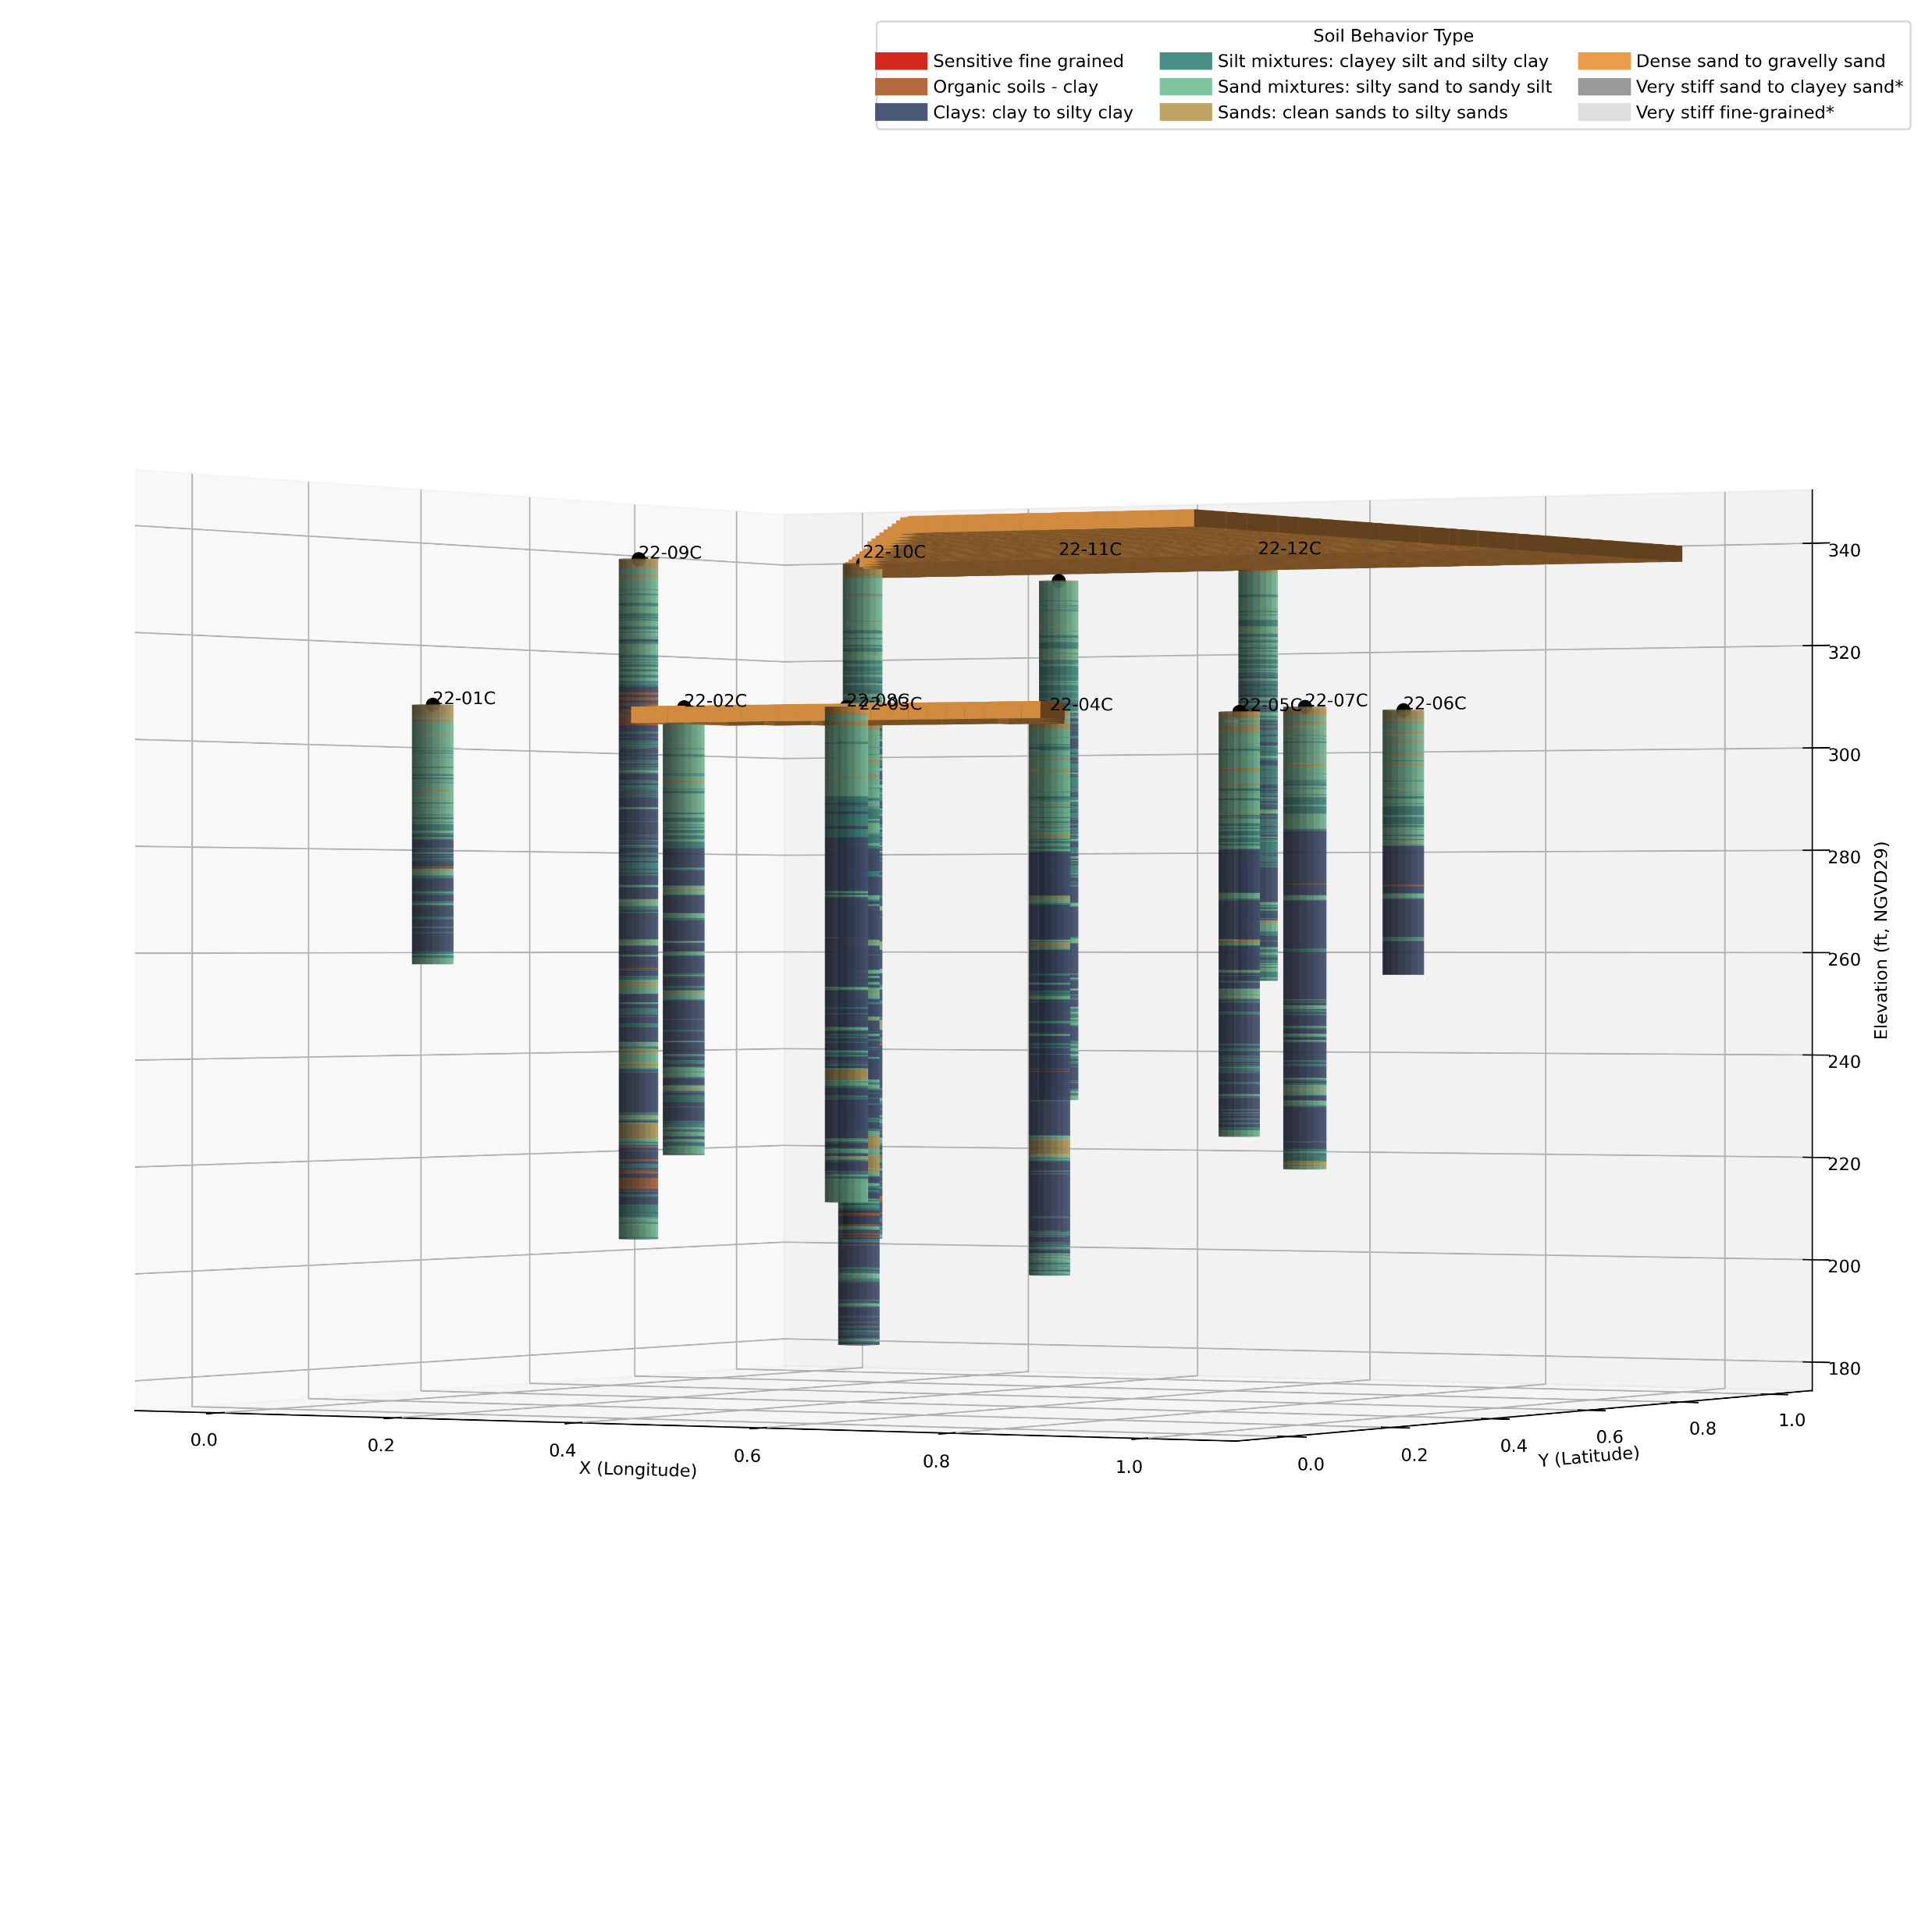 Soil Behavior Type
Sensitive fine grained
Organic soils - clay
Clays: clay to silty clay
Silt mixtures: clayey silt and silty clay
Sand mixtures: silty sand to sandy silt
Sands: clean sands to silty sands
Dense sand to gravelly sand
Very stiff sand to clayey sand*
Very stiff fine-grained*
22-09C
22-10C
22-11C
22-12C
22-01C
22-02C
22-08C
22-03C
22-04C
22-05C
22-07C
22-06C
340
320
300
280
260
240
220
200
180
Elevation (ft, NGVD29)
0.0
0.2
0.4
0.6
0.8
1.0
X (Longitude)
0.0
0.2
0.4
0.6
0.8
1.0
Y (Latitude)